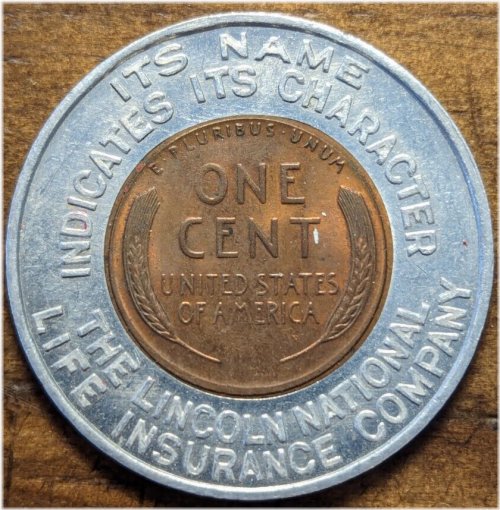 ITS NAME
INDICATES ITS CHARACTER
THE LINCOLN NATIONAL
LIFE INSURANCE COMPANY
E·PLURIBUS·UNUM
ONE
CENT
UNITED STATES
OF AMERICA